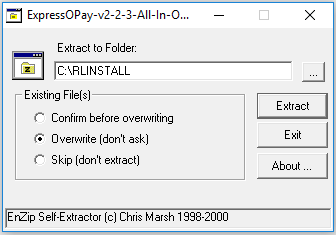 ExpressOPay-v2-2-3-All-In-O...
Extract to Folder:
C:\RLINSTALL
...
Existing File(s)
Confirm before overwriting
Overwrite (don't ask)
Skip (don't extract)
Extract
Exit
About ...
EnZip Self-Extractor (c) Chris Marsh 1998-2000